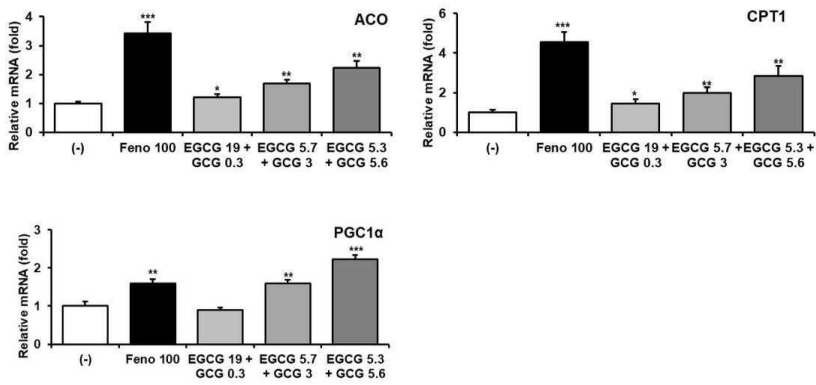 ACO
Relative mRNA (fold)
4
3
2
1
0
***
*
**
**
(-)
Feno 100
EGCG 19 +
GCG 0.3
EGCG 5.7
+ GCG 3
EGCG 5.3
+ GCG 5.6
CPT1
Relative mRNA (fold)
6
4
2
0
***
*
**
**
(-)
Feno 100
EGCG 19 +
GCG 0.3
EGCG 5.7 +
GCG 3
EGCG 5.3 +
GCG 5.6
PGC1α
Relative mRNA (fold)
3
2
1
0
**
**
***
(-)
Feno 100
EGCG 19 +
GCG 0.3
EGCG 5.7
+ GCG 3
EGCG 5.3
+ GCG 5.6